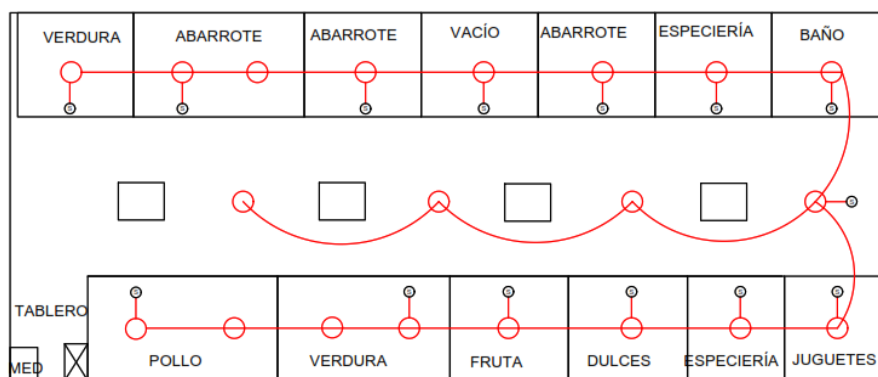 VERDURA
ABARROTE
ABARROTE
VACÍO
ABARROTE
ESPECIERÍA
BAÑO
S
S
S
S
S
S
S
S
TABLERO
S
S
S
S
S
S
MED
POLLO
VERDURA
FRUTA
DULCES
ESPECIERÍA
JUGUETES